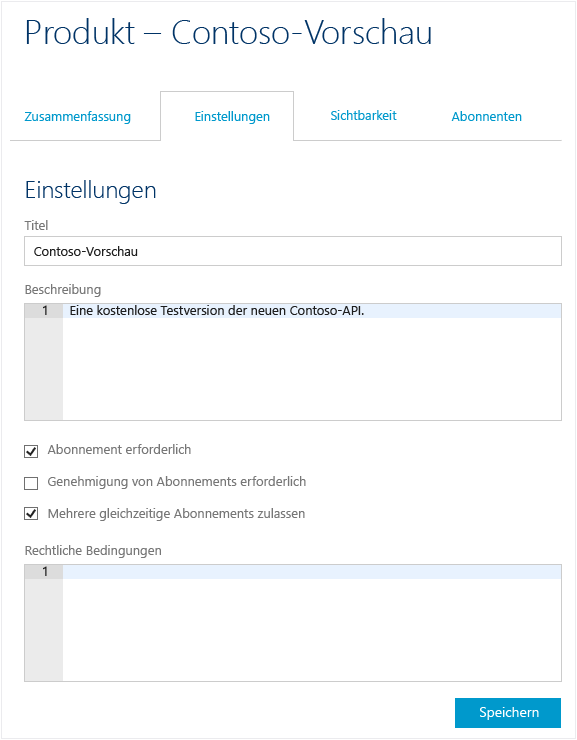 Produkt – Contoso-Vorschau
Zusammenfassung Einstellungen Sichtbarkeit Abonnenten
Einstellungen
Titel
Contoso-Vorschau
Beschreibung
1 Eine kostenlose Testversion der neuen Contoso-API.
Abonnement erforderlich
Genehmigung von Abonnements erforderlich
Mehrere gleichzeitige Abonnements zulassen
Rechtliche Bedingungen
1
Speichern